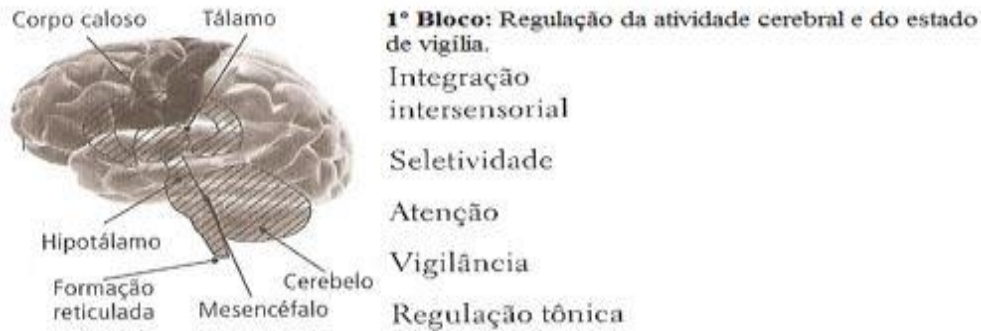 Corpo caloso
Tálamo
Hipotálamo
Formação
reticulada
Mesencéfalo
Cerebelo
1º Bloco: Regulação da atividade cerebral e do estado
de vigília.
Integração
intersensorial
Seletividade
Atenção
Vigilância
Regulação tônica